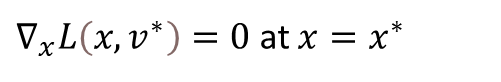 ∇ₓL(x, v*) = 0 at x = x*